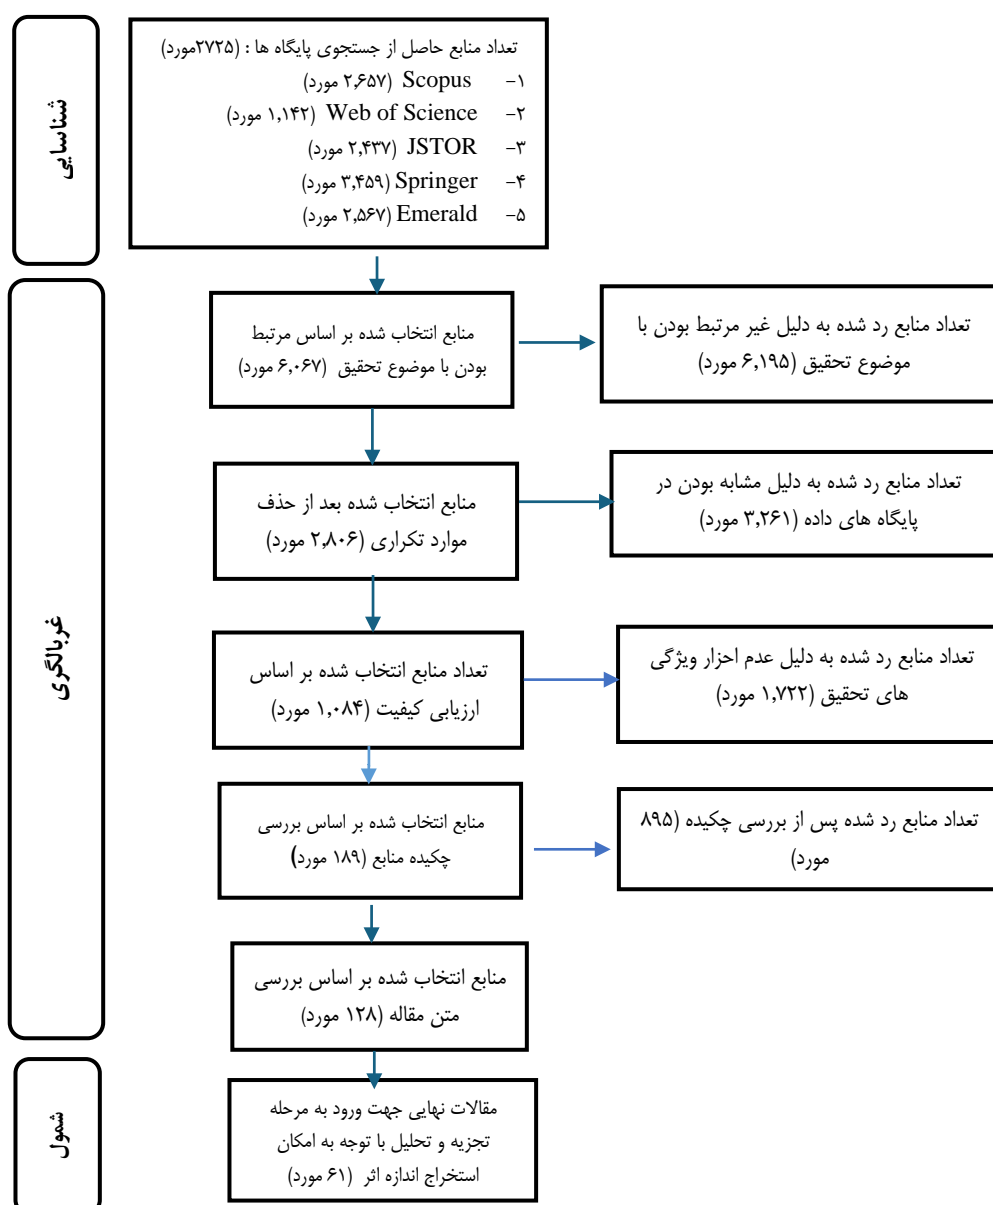 شناسایی
تعداد منابع حاصل از جستجوی پایگاه ها : (۲۷۲۵مورد)
۱- Scopus (۲,۶۵۷ مورد)
۲- Web of Science (۱,۱۴۲ مورد)
۳- JSTOR (۲,۴۳۷ مورد)
۴- Springer (۳,۴۵۹ مورد)
۵- Emerald (۲,۵۶۷ مورد)
غربالگری
منابع انتخاب شده بر اساس مرتبط
بودن با موضوع تحقیق (۶,۰۶۷ مورد)
تعداد منابع رد شده به دلیل غیر مرتبط بودن با
موضوع تحقیق (۶,۱۹۵ مورد)
منابع انتخاب شده بعد از حذف
موارد تکراری (۲,۸۰۶ مورد)
تعداد منابع رد شده به دلیل مشابه بودن در
پایگاه های داده (۳,۲۶۱ مورد)
تعداد منابع انتخاب شده بر اساس
ارزیابی کیفیت (۱,۰۸۴ مورد)
تعداد منابع رد شده به دلیل عدم احزار ویژگی
های تحقیق (۱,۷۲۲ مورد)
منابع انتخاب شده بر اساس بررسی
چکیده منابع (۱۸۹ مورد)
تعداد منابع رد شده پس از بررسی چکیده (۸۹۵
مورد)
منابع انتخاب شده بر اساس بررسی
متن مقاله (۱۲۸ مورد)
شمول
مقالات نهایی جهت ورود به مرحله
تجزیه و تحلیل با توجه به امکان
استخراج اندازه اثر (۶۱ مورد)